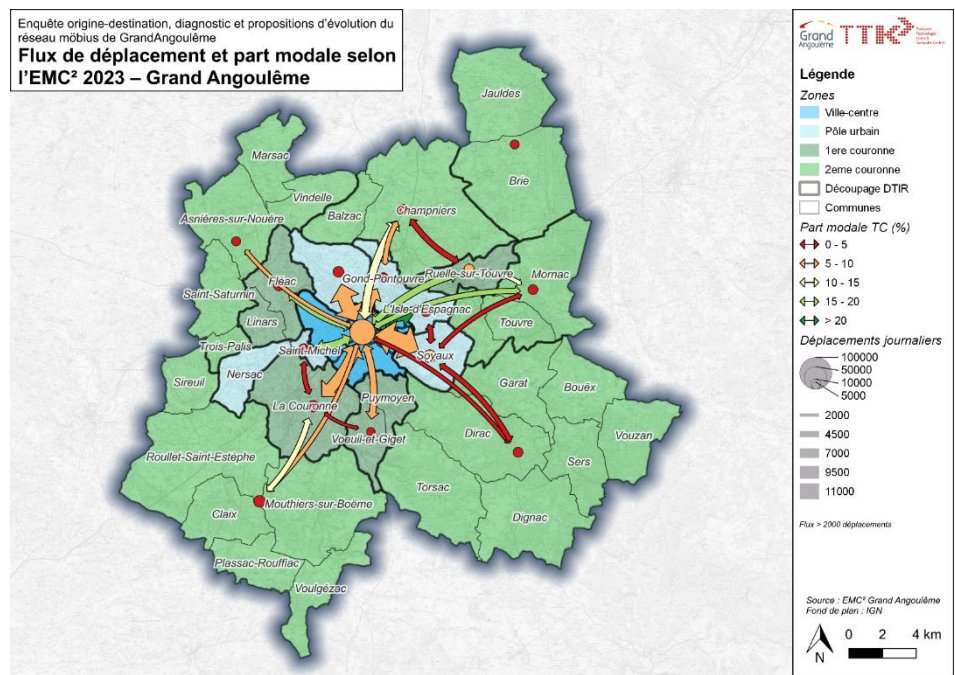 Enquête origine-destination, diagnostic et propositions d'évolution du
réseau möbius de GrandAngoulême
Flux de déplacement et part modale selon
l'EMC² 2023 – Grand Angoulême
Grand
Angoulême
TTK
Légende
Zones
Ville-centre
Pôle urbain
1ere couronne
2eme couronne
Découpage DTIR
Communes
Part modale TC (%)
0 - 5
5 - 10
10 - 15
15 - 20
> 20
Déplacements journaliers
100000
50000
10000
5000
2000
4500
7000
9500
11000
Flux > 2000 déplacements
Source : EMC² Grand Angoulême
Fond de plan : IGN
N
0 2 4 km
Jauldes
Marsac
Brie
Vindelle
Balzac
Champniers
Asnières-sur-Nouère
Gond-Pontouvre
Ruelle-sur-Touvre
Mornac
Fléac
Saint-Saturnin
L'Isle-d'Espagnac
Touvre
Linars
Trois-Palis
Saint-Michel
Soyaux
Nersac
Sireuil
Garat
Bouëx
La Couronne
Puymoyen
Dirac
Vouzan
Voeuil-et-Giget
Roullet-Saint-Estèphe
Sers
Torsac
Claix
Mouthiers-sur-Boëme
Dignac
Plassac-Rouffiac
Voulgézac